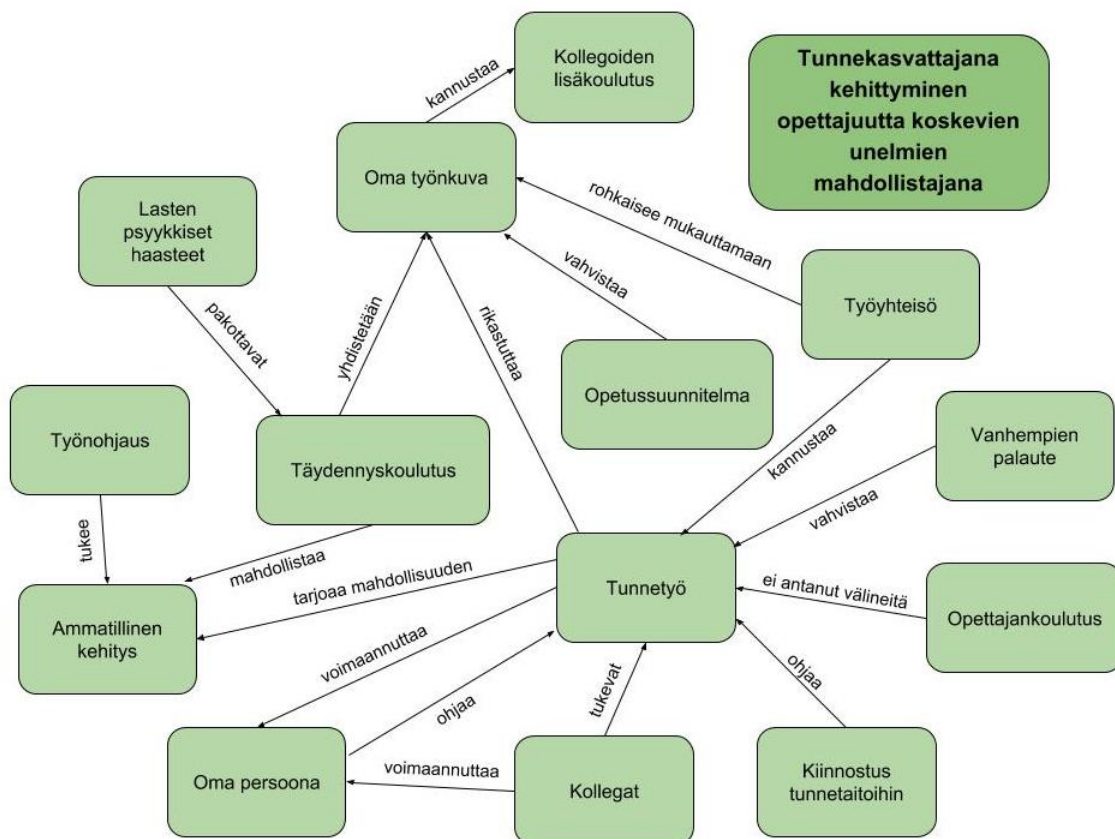 Kollegoiden
lisäkoulutus
Tunnekasvattajana
kehittyminen
opettajuutta koskevien
unelmien
mahdollistajana
kannustaa
Oma työnkuva
Lasten
psyykkiset
haasteet
rohkaisee mukauttamaan
Työyhteisö
vahvistaa
pakottavat
yhdistetään
rikastuttaa
Opetussuunnitelma
Työnohjaus
Täydennyskoulutus
kannustaa
Vanhempien
palaute
vahvistaa
tukee
mahdollistaa
tarjoaa mahdollisuuden
Tunnetyö
ei antanut välineitä
Opettajankoulutus
Ammatillinen
kehitys
voimaannuttaa
ohjaa
tukevat
ohjaa
Oma persoona
voimaannuttaa
Kollegat
Kiinnostus
tunnetaitoihin